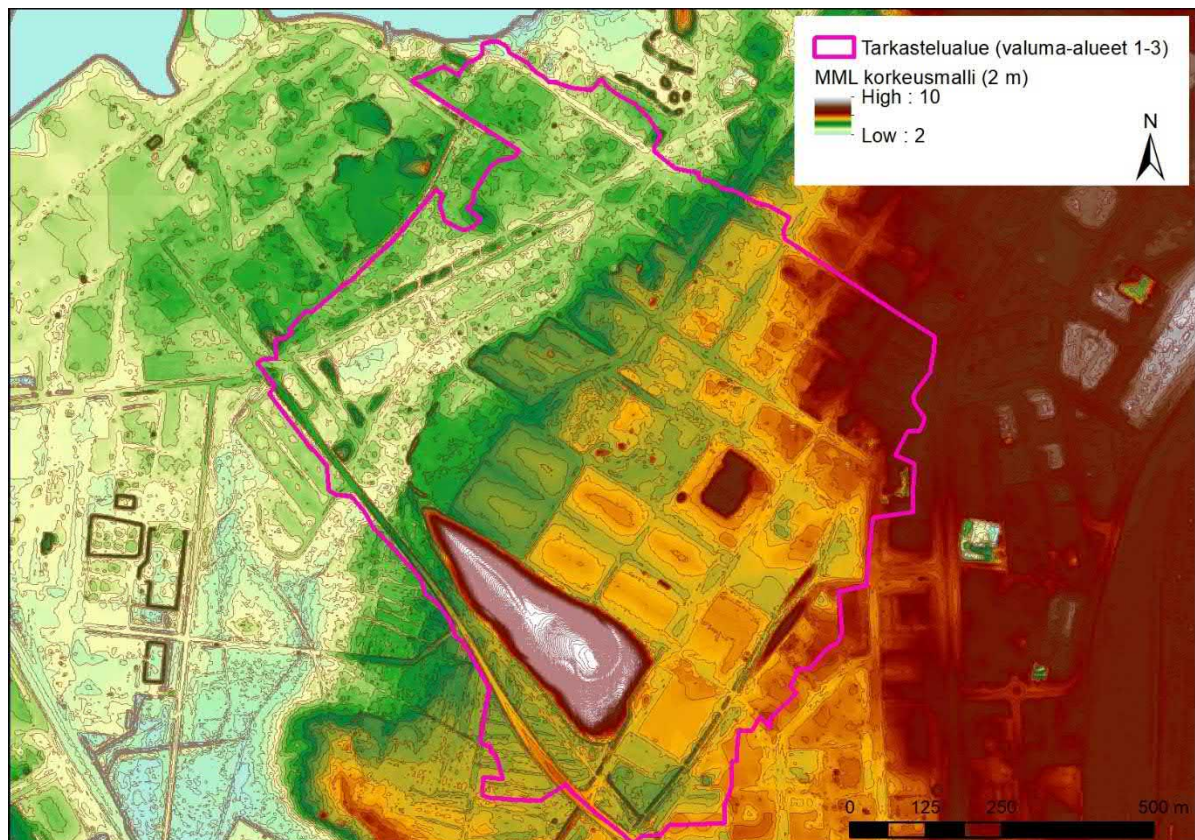 Tarkastelualue (valuma-alueet 1-3)
MML korkeusmalli (2 m)
High : 10
Low : 2
N
0 125 250 500 m